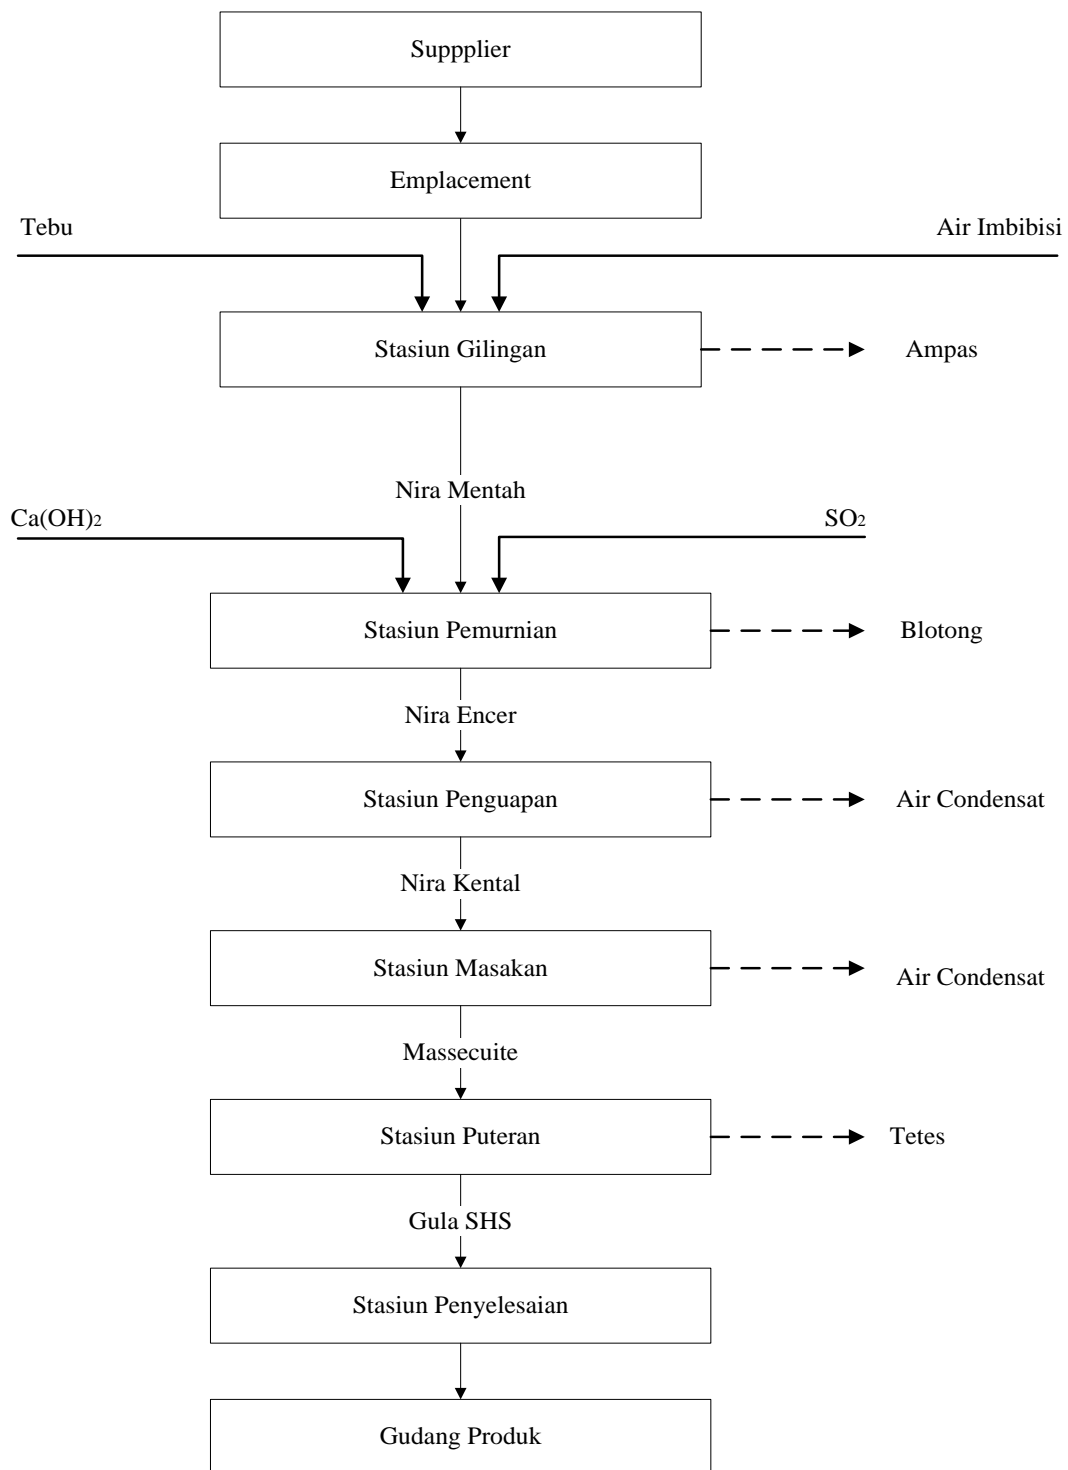 Suppplier
Emplacement
Tebu
Air Imbibisi
Stasiun Gilingan
Ampas
Nira Mentah
Ca(OH)2
SO2
Stasiun Pemurnian
Blotong
Nira Encer
Stasiun Penguapan
Air Condensat
Nira Kental
Stasiun Masakan
Air Condensat
Massecuite
Stasiun Puteran
Tetes
Gula SHS
Stasiun Penyelesaian
Gudang Produk